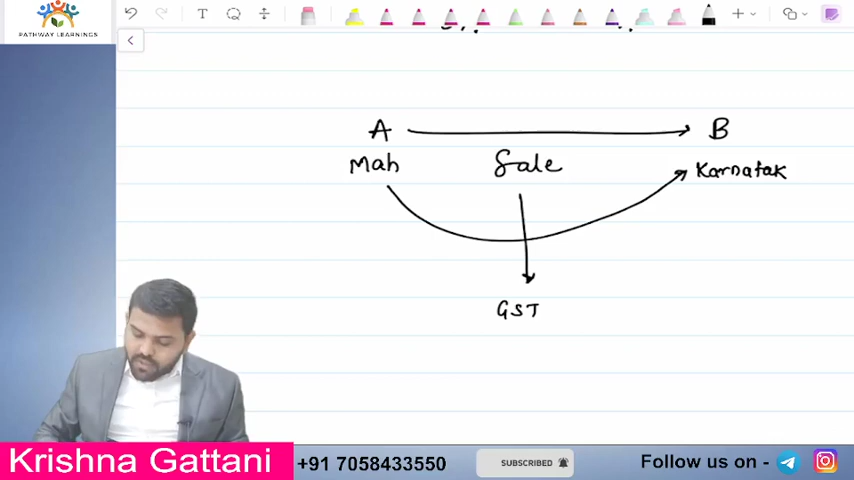 PATHWAY LEARNINGS
T
A B
Mah Sale Karnatak
GST
Krishna Gattani +91 7058433550 SUBSCRIBED Follow us on -